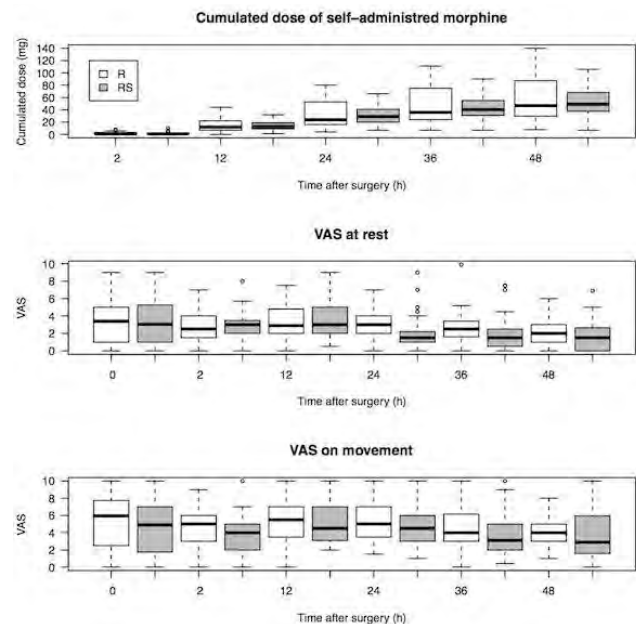 Cumulated dose of self-administred morphine
Cumulated dose (mg)
140
120
100
80
60
40
20
0
R
RS
2 12 24 36 48
Time after surgery (h)
VAS at rest
VAS
10
8
6
4
2
0
0 2 12 24 36 48
Time after surgery (h)
VAS on movement
VAS
10
8
6
4
2
0
0 2 12 24 36 48
Time after surgery (h)